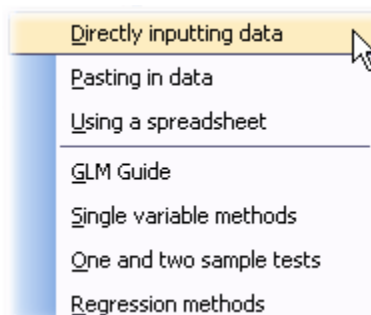 Directly inputting data
Pasting in data
Using a spreadsheet
GLM Guide
Single variable methods
One and two sample tests
Regression methods